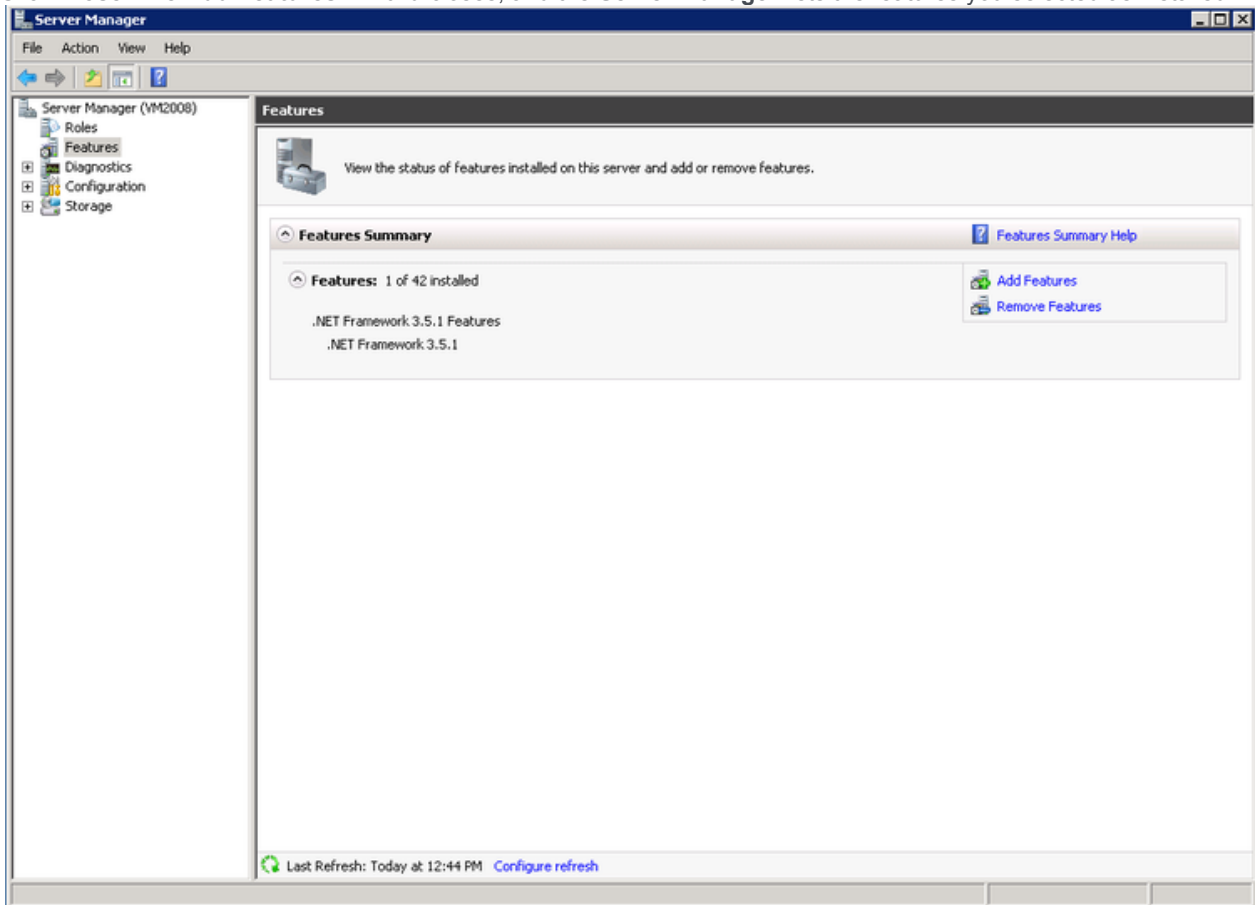 Server Manager
File Action View Help
Server Manager (VM2008)
Roles
Features
Diagnostics
Configuration
Storage
Features
View the status of features installed on this server and add or remove features.
Features Summary
Features Summary Help
Features: 1 of 42 installed
Add Features
Remove Features
.NET Framework 3.5.1 Features
.NET Framework 3.5.1
Last Refresh: Today at 12:44 PM Configure refresh